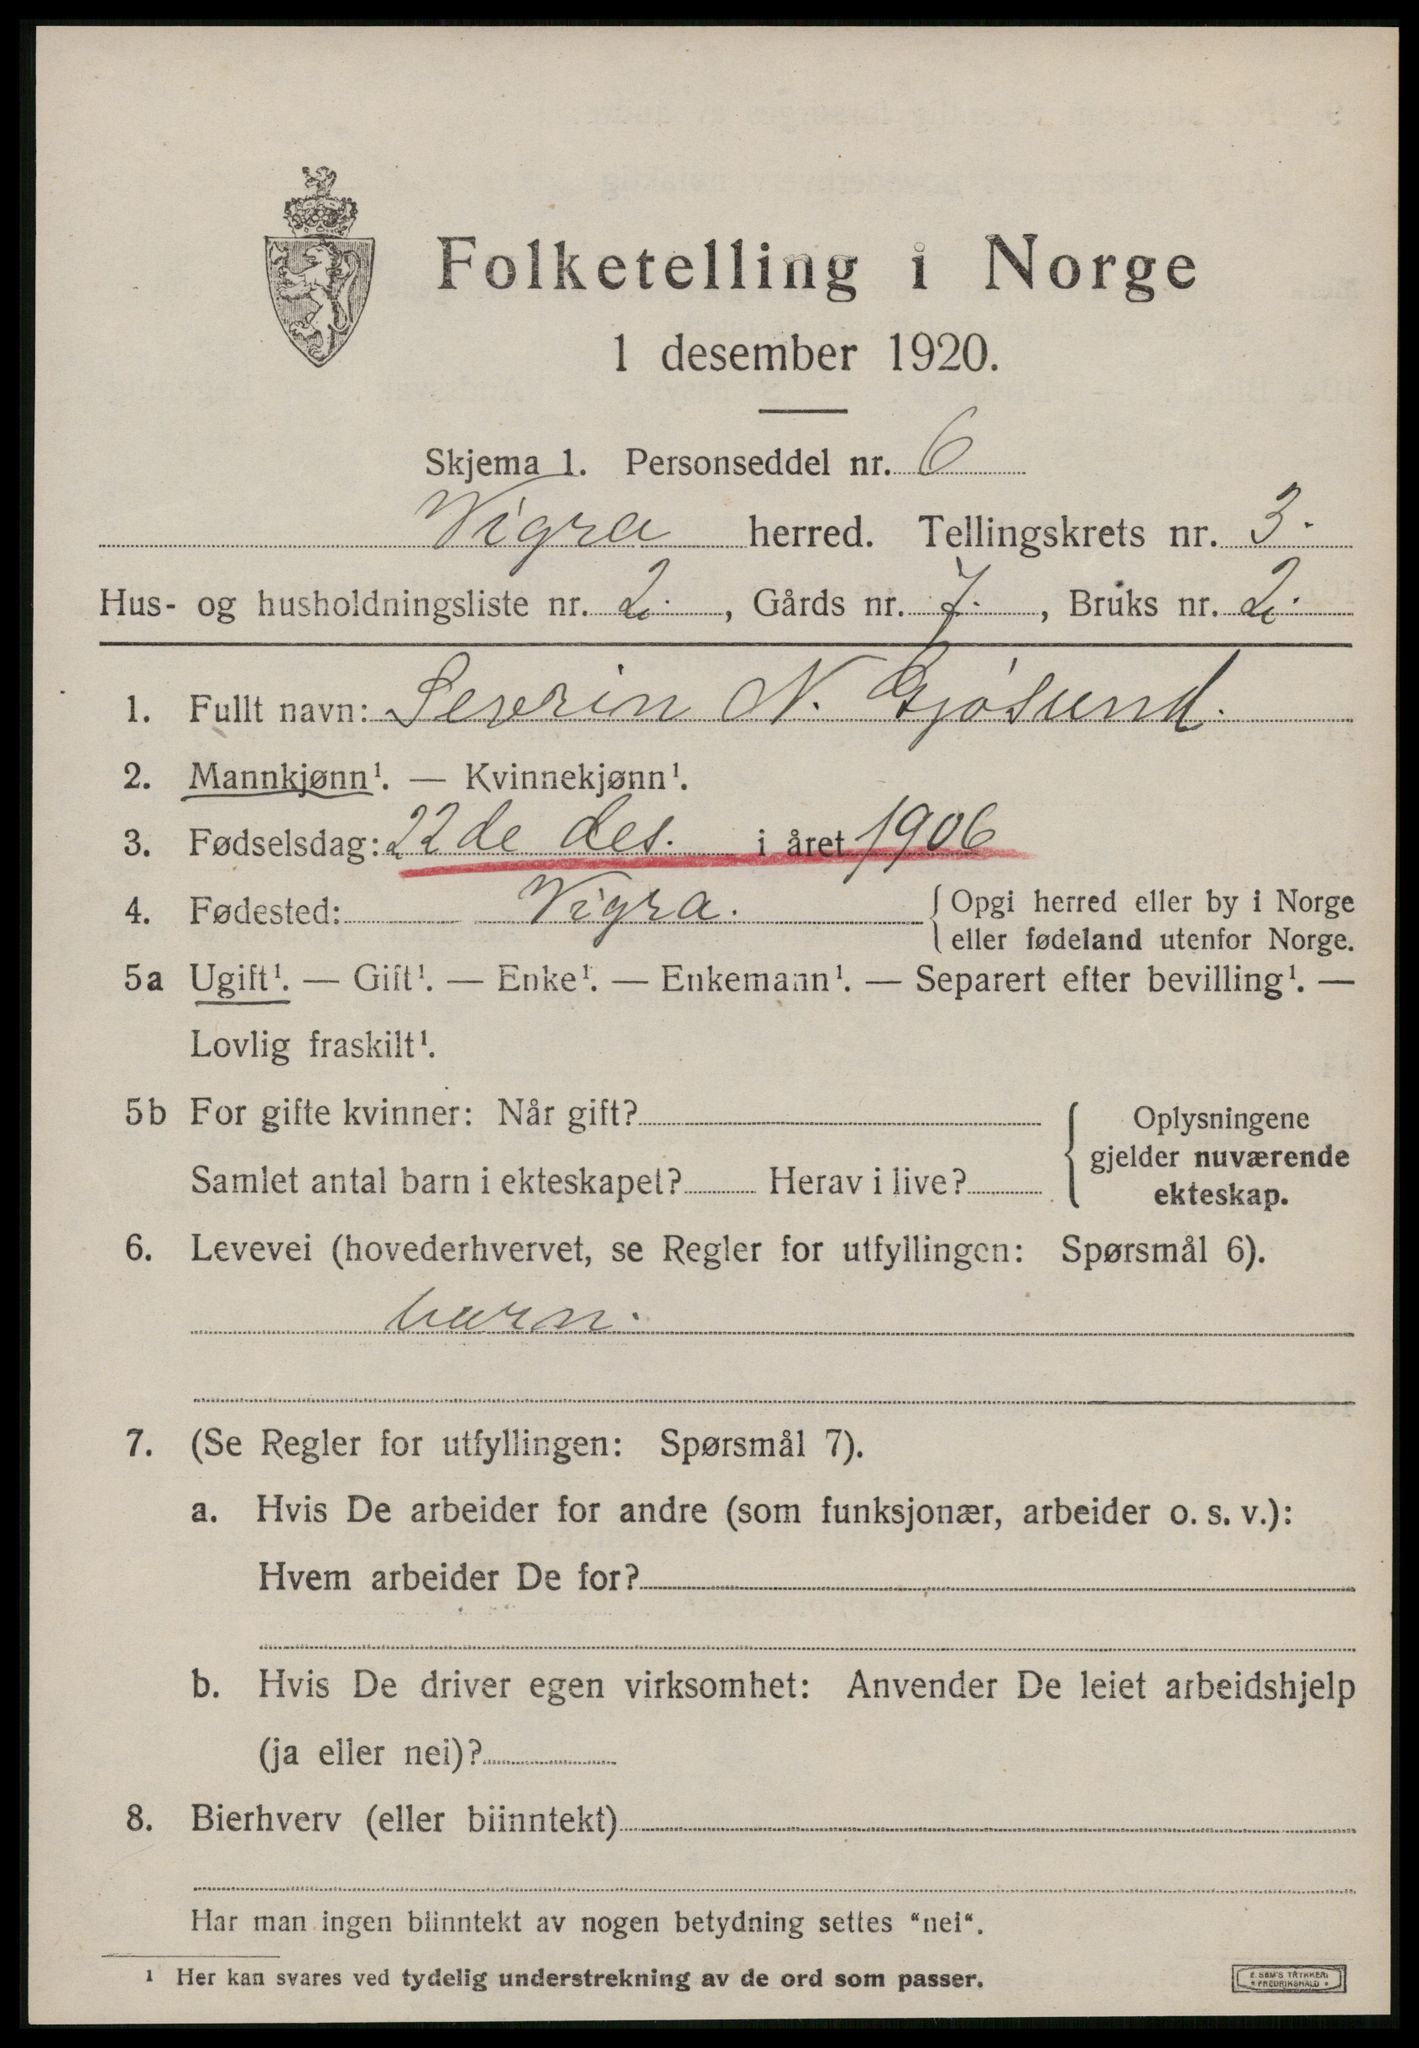 Folketelling i Norge
1 desember 1920.
Skjema 1. Personseddel nr. 6
Vigra herred. Tellingskrets nr. 3.
Hus- og husholdningsliste nr. 2., Gårds nr. 7., Bruks nr. 2.
1. Fullt navn: Severin N. Gjøsund.
2. Mannkjønn¹. — Kvinnekjønn¹.
3. Fødselsdag: 22de des. i året 1906
4. Fødested: Vigra. { Opgi herred eller by i Norge
eller fødeland utenfor Norge.
5a Ugift¹. — Gift¹. — Enke¹. — Enkemann¹. — Separert efter bevilling¹. —
Lovlig fraskilt¹.
5b For gifte kvinner: Når gift?
Samlet antal barn i ekteskapet? Herav i live?
{ Oplysningene
gjelder nuværende
ekteskap.
6. Levevei (hovederhvervet, se Regler for utfyllingen: Spørsmål 6).
barn.
7. (Se Regler for utfyllingen: Spørsmål 7).
a. Hvis De arbeider for andre (som funksjonær, arbeider o. s. v.):
Hvem arbeider De for?
b. Hvis De driver egen virksomhet: Anvender De leiet arbeidshjelp
(ja eller nei)?
8. Bierhverv (eller biinntekt)
Har man ingen biinntekt av nogen betydning settes "nei".
¹ Her kan svares ved tydelig understrekning av de ord som passer.
E. SEM'S TRYKKERI
FREDRIKSHALD